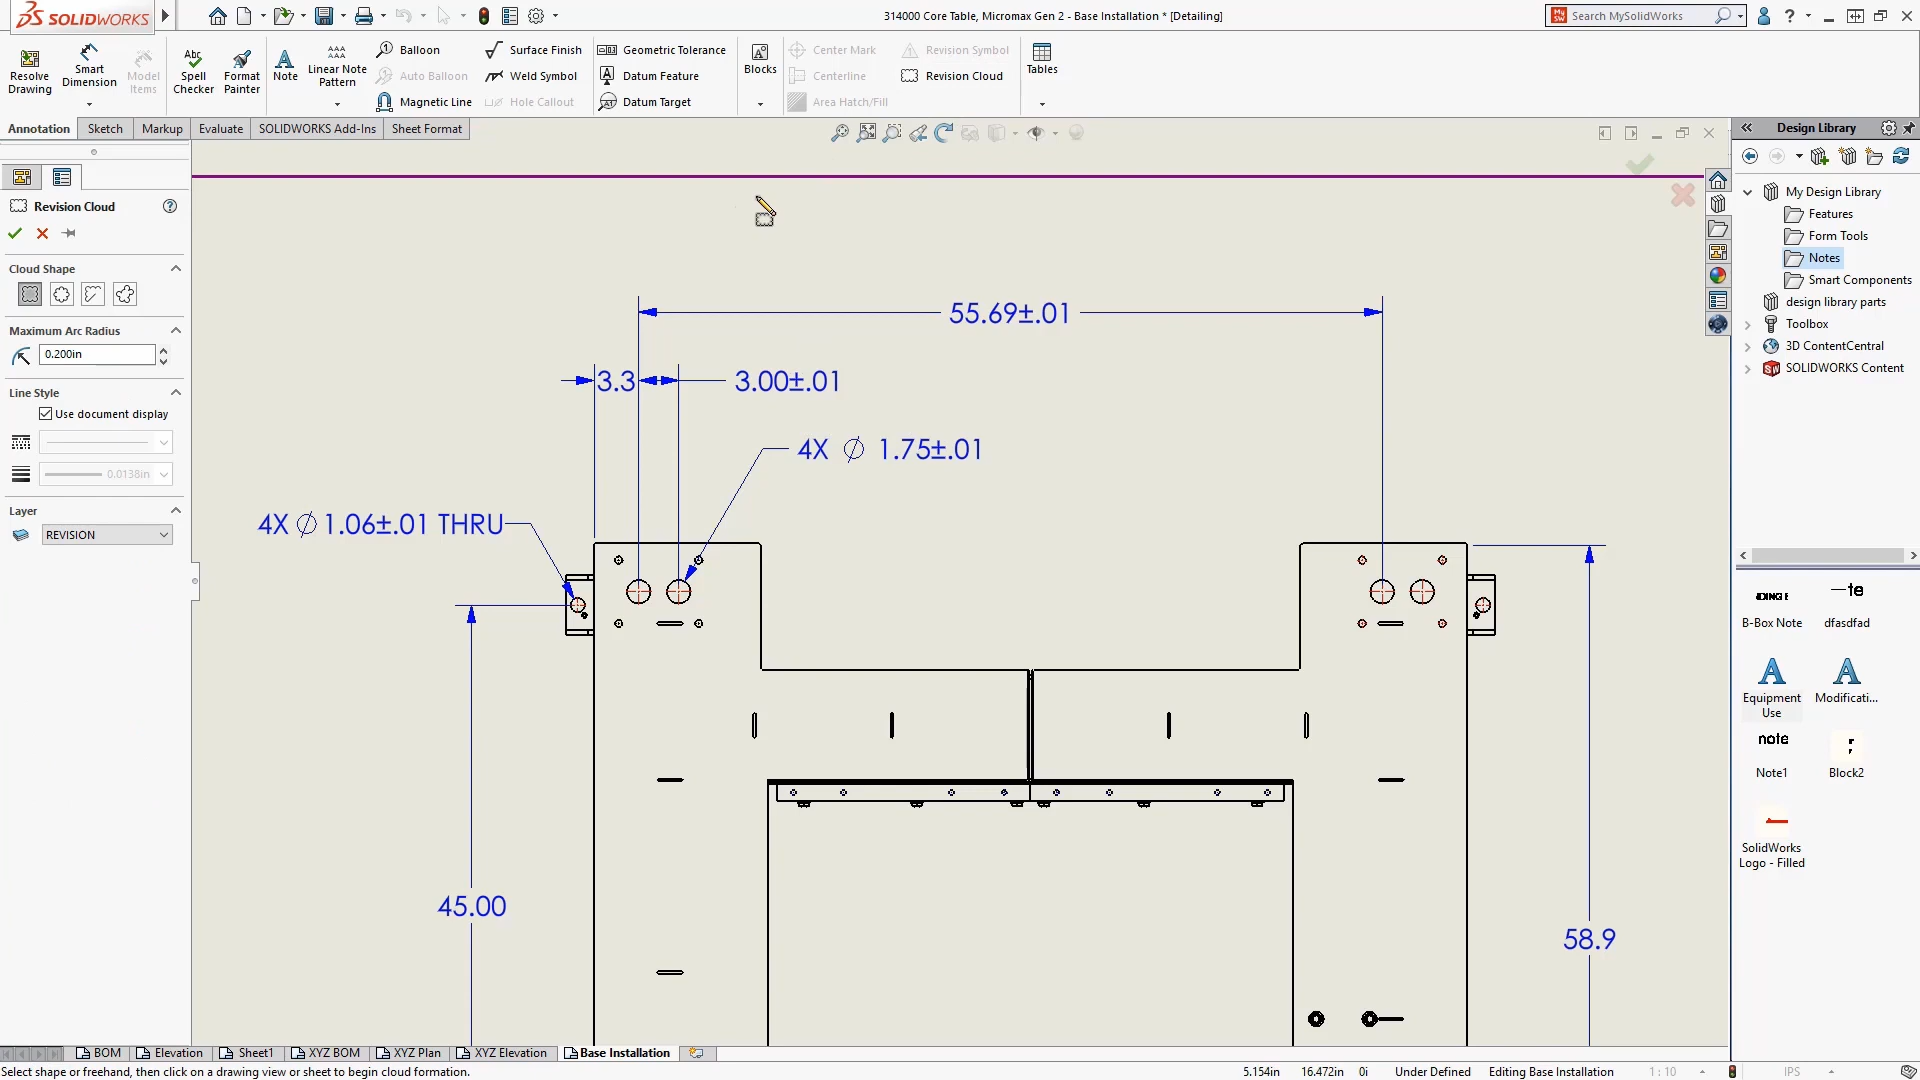 SOLIDWORKS
314000 Core Table, Micromax Gen 2 - Base Installation * [Detailing]
Search MySolidWorks
Resolve Drawing
Smart Dimension
Model Items
Spell Checker
Format Painter
Note
Linear Note Pattern
Balloon
Auto Balloon
Magnetic Line
Surface Finish
Weld Symbol
Hole Callout
Geometric Tolerance
Datum Feature
Datum Target
Blocks
Center Mark
Centerline
Area Hatch/Fill
Revision Symbol
Revision Cloud
Tables
Annotation
Sketch
Markup
Evaluate
SOLIDWORKS Add-Ins
Sheet Format
Revision Cloud
Cloud Shape
Maximum Arc Radius
0.200in
Line Style
Use document display
0.0138in
Layer
REVISION
55.69±.01
3.3
3.00±.01
4X ∅ 1.75±.01
4X ∅ 1.06±.01 THRU
45.00
58.9
Design Library
My Design Library
Features
Form Tools
Notes
Smart Components
design library parts
Toolbox
3D ContentCentral
SOLIDWORKS Content
te
B-Box Note
dfasdfad
Equipment Use
Modificati...
note
Note1
Block2
SolidWorks Logo - Filled
BOM
Elevation
Sheet1
XYZ BOM
XYZ Plan
XYZ Elevation
Base Installation
Select shape or freehand, then click on a drawing view or sheet to begin cloud formation.
5.154in
16.472in
0i
Under Defined
Editing Base Installation
1 : 10
IPS